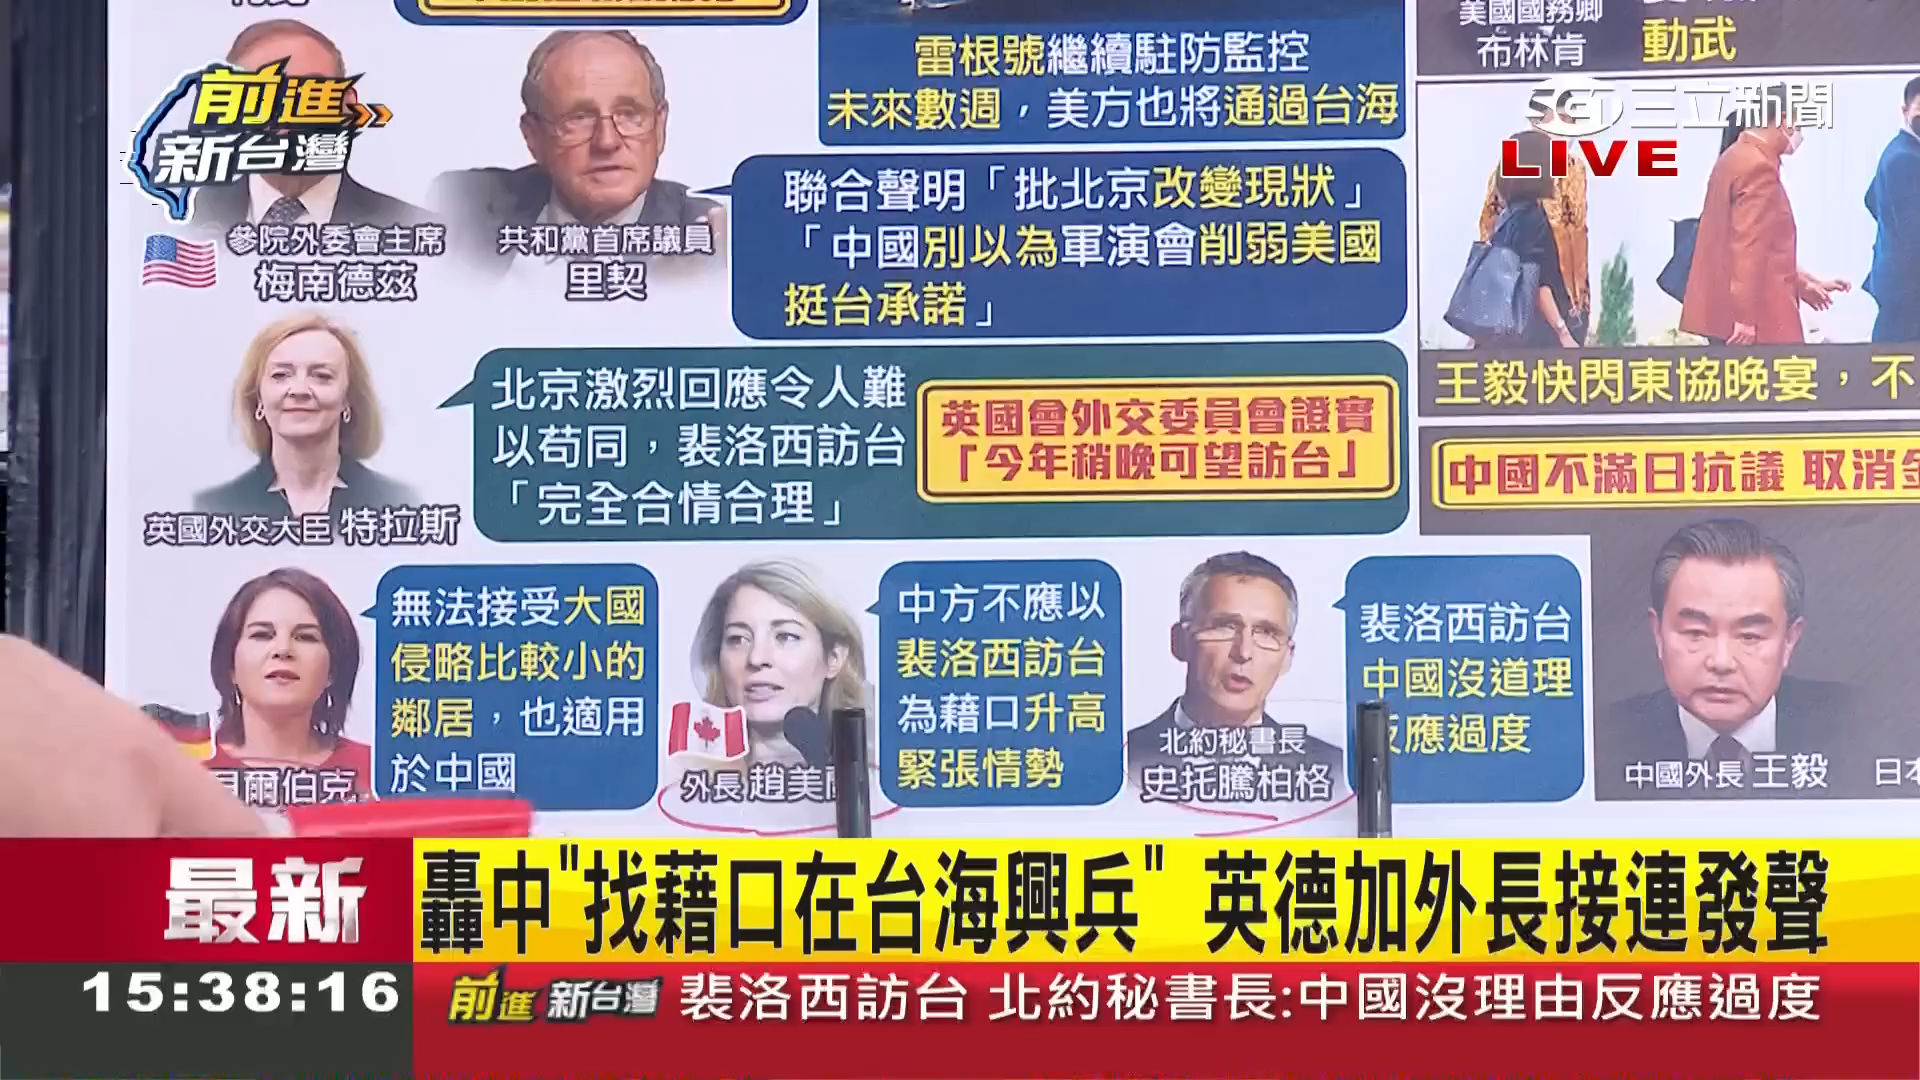 美國國務卿
布林肯
動武
雷根號繼續駐防監控
未來數週，美方也將通過台海
前進
新台灣
SET三立新聞
LIVE
參院外委會主席
梅南德茲
共和黨首席議員
里契
聯合聲明「批北京改變現狀」
「中國別以為軍演會削弱美國
挺台承諾」
王毅快閃東協晚宴，不
北京激烈回應令人難
以苟同，裴洛西訪台
「完全合情合理」
英國會外交委員會證實
「今年稍晚可望訪台」
英國外交大臣 特拉斯
中國不滿日抗議 取消
無法接受大國
侵略比較小的
鄰居，也適用
於中國
貝爾伯克
中方不應以
裴洛西訪台
為藉口升高
緊張情勢
外長 趙美蘭
裴洛西訪台
中國沒道理
反應過度
北約秘書長
史托騰柏格
中國外長 王毅
日本
最新
轟中"找藉口在台海興兵" 英德加外長接連發聲
15:38:16
前進新台灣 裴洛西訪台 北約秘書長:中國沒理由反應過度